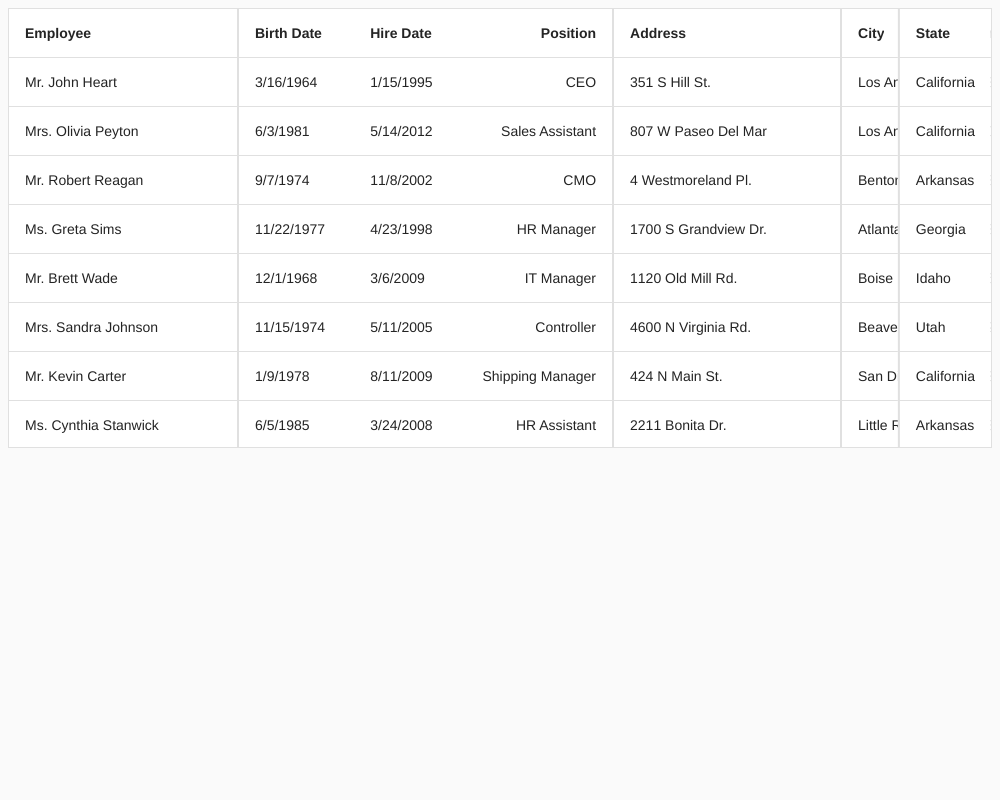 Employee Birth Date Hire Date Position Address City State
Mr. John Heart 3/16/1964 1/15/1995 CEO 351 S Hill St. Los California
Mrs. Olivia Peyton 6/3/1981 5/14/2012 Sales Assistant 807 W Paseo Del Mar Los California
Mr. Robert Reagan 9/7/1974 11/8/2002 CMO 4 Westmoreland Pl. Arkansas
Ms. Greta Sims 11/22/1977 4/23/1998 HR Manager 1700 S Grandview Dr. Atlanta Georgia
Mr. Brett Wade 12/1/1968 3/6/2009 IT Manager 1120 Old Mill Rd. Boise Idaho
Mrs. Sandra Johnson 11/15/1974 5/11/2005 Controller 4600 N Virginia Rd. Utah
Mr. Kevin Carter 1/9/1978 8/11/2009 Shipping Manager 424 N Main St. San California
Ms. Cynthia Stanwick 6/5/1985 3/24/2008 HR Assistant 2211 Bonita Dr. Little Arkansas